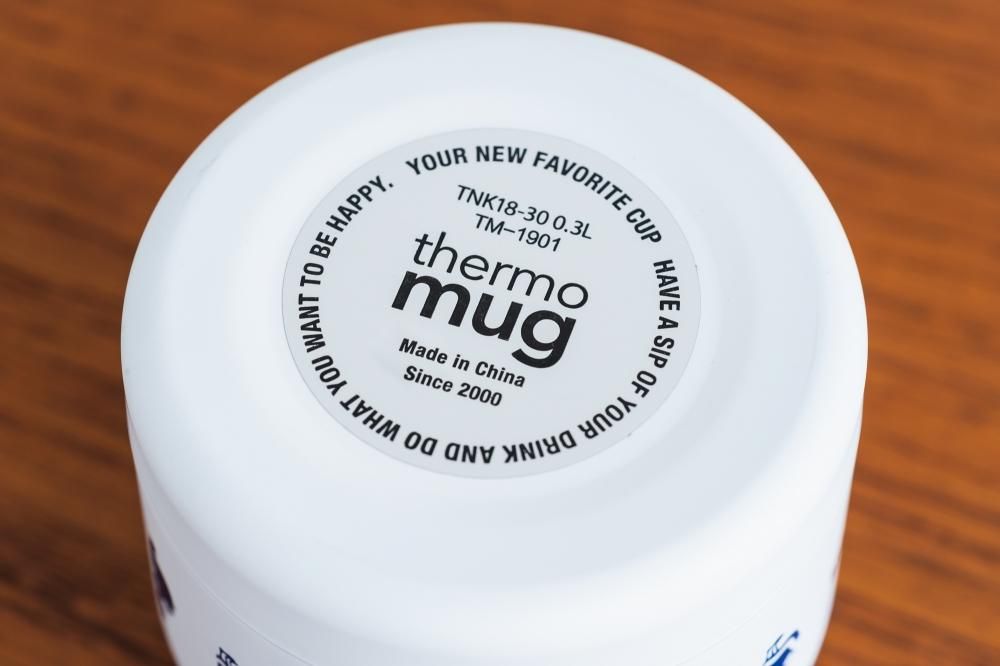 YOUR NEW FAVORITE CUP
HAVE A SIP OF YOUR DRINK AND DO WHAT YOU WANT TO BE HAPPY.
TNK18-30 0.3L
TM-1901
thermo
mug
Made in China
Since 2000